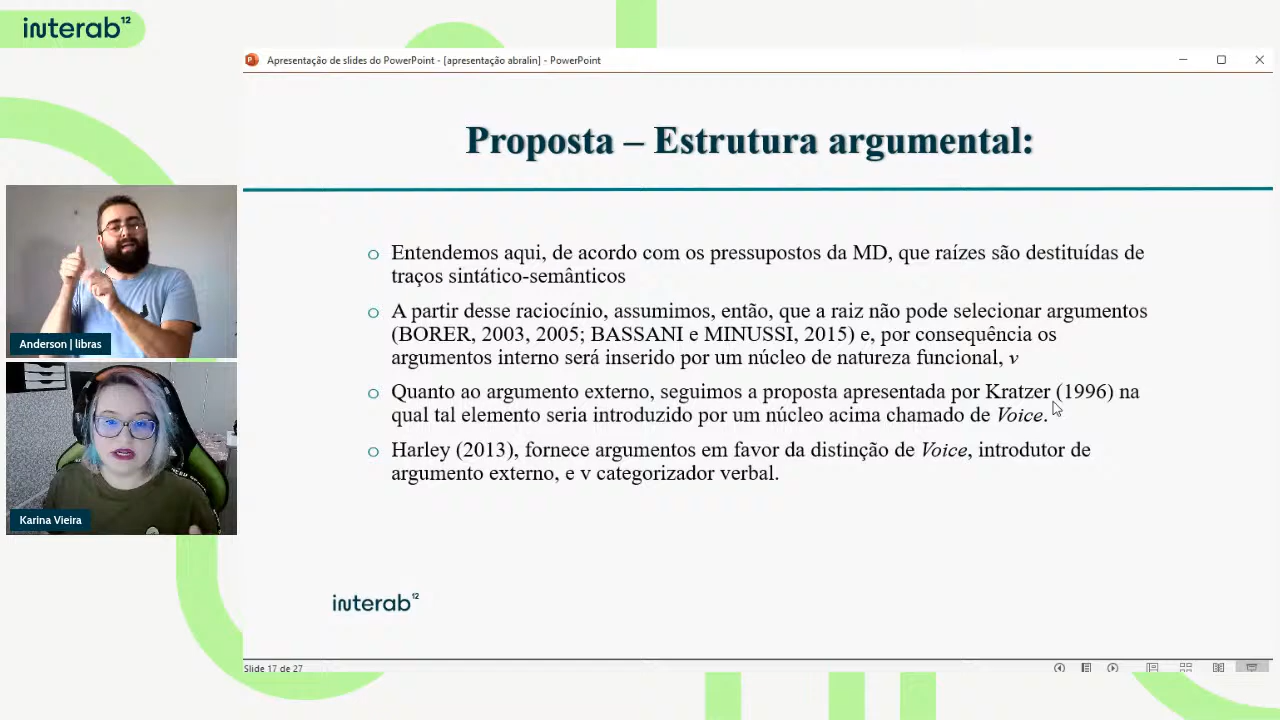 interab12
Apresentação de slides do PowerPoint - [apresentação abralin] - PowerPoint
Proposta – Estrutura argumental:
Entendemos aqui, de acordo com os pressupostos da MD, que raízes são destituídas de
traços sintático-semânticos
A partir desse raciocínio, assumimos, então, que a raiz não pode selecionar argumentos
(BORER, 2003, 2005; BASSANI e MINUSSI, 2015) e, por consequência os
argumentos interno será inserido por um núcleo de natureza funcional, v
Quanto ao argumento externo, seguimos a proposta apresentada por Kratzer (1996) na
qual tal elemento seria introduzido por um núcleo acima chamado de Voice.
Harley (2013), fornece argumentos em favor da distinção de Voice, introdutor de
argumento externo, e v categorizador verbal.
Anderson | libras
Karina Vieira
interab12
Slide 17 de 27